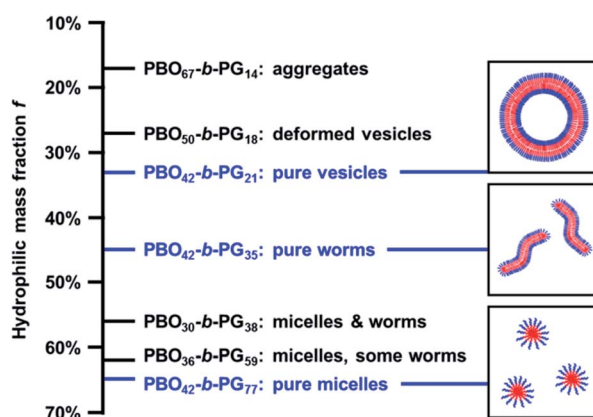 10%
PBO₆₇-b-PG₁₄: aggregates
20%
PBO₅₀-b-PG₁₈: deformed vesicles
30%
PBO₄₂-b-PG₂₁: pure vesicles
40%
PBO₄₂-b-PG₃₅: pure worms
50%
PBO₃₀-b-PG₃₈: micelles & worms
60%
PBO₃₆-b-PG₅₉: micelles, some worms
PBO₄₂-b-PG₇₇: pure micelles
70%
Hydrophilic mass fraction f